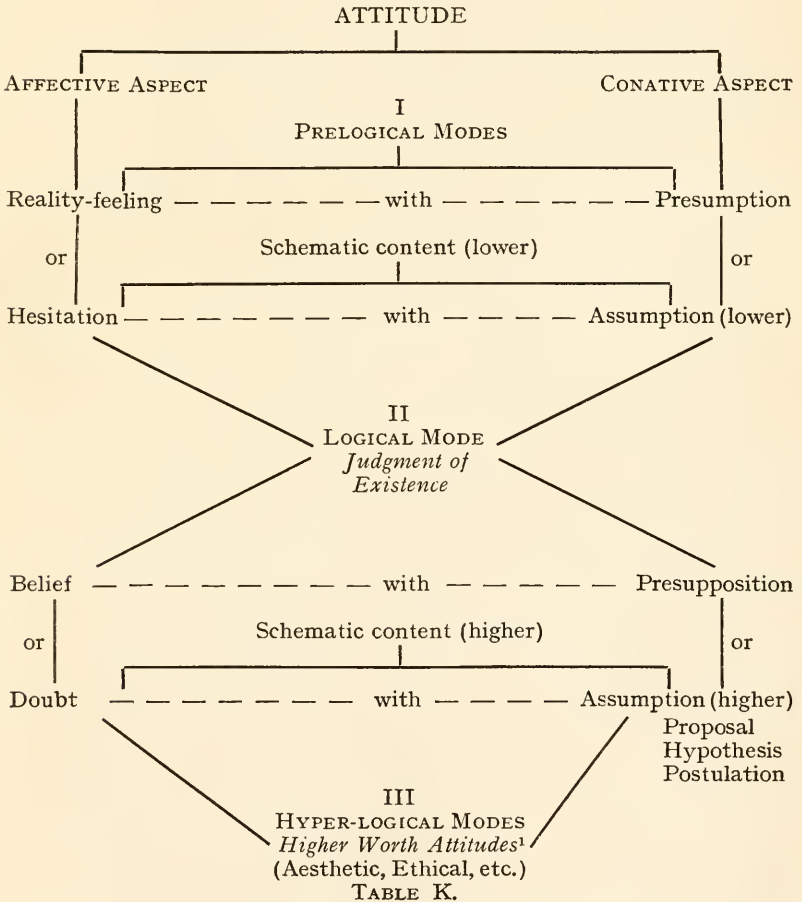 ATTITUDE
AFFECTIVE ASPECT CONATIVE ASPECT
I
PRELOGICAL MODES
Reality-feeling — — — — — — with — — — — — — Presumption
Schematic content (lower)
or or
Hesitation — — — — — — — with — — — — — Assumption (lower)
II
LOGICAL MODE
Judgment of
Existence
Belief — — — — — — — with — — — — — Presupposition
Schematic content (higher)
or or
Doubt — — — — — — — with — — — — — Assumption (higher)
Proposal
Hypothesis
Postulation
III
HYPER-LOGICAL MODES
Higher Worth Attitudes¹
(Aesthetic, Ethical, etc.)
TABLE K.